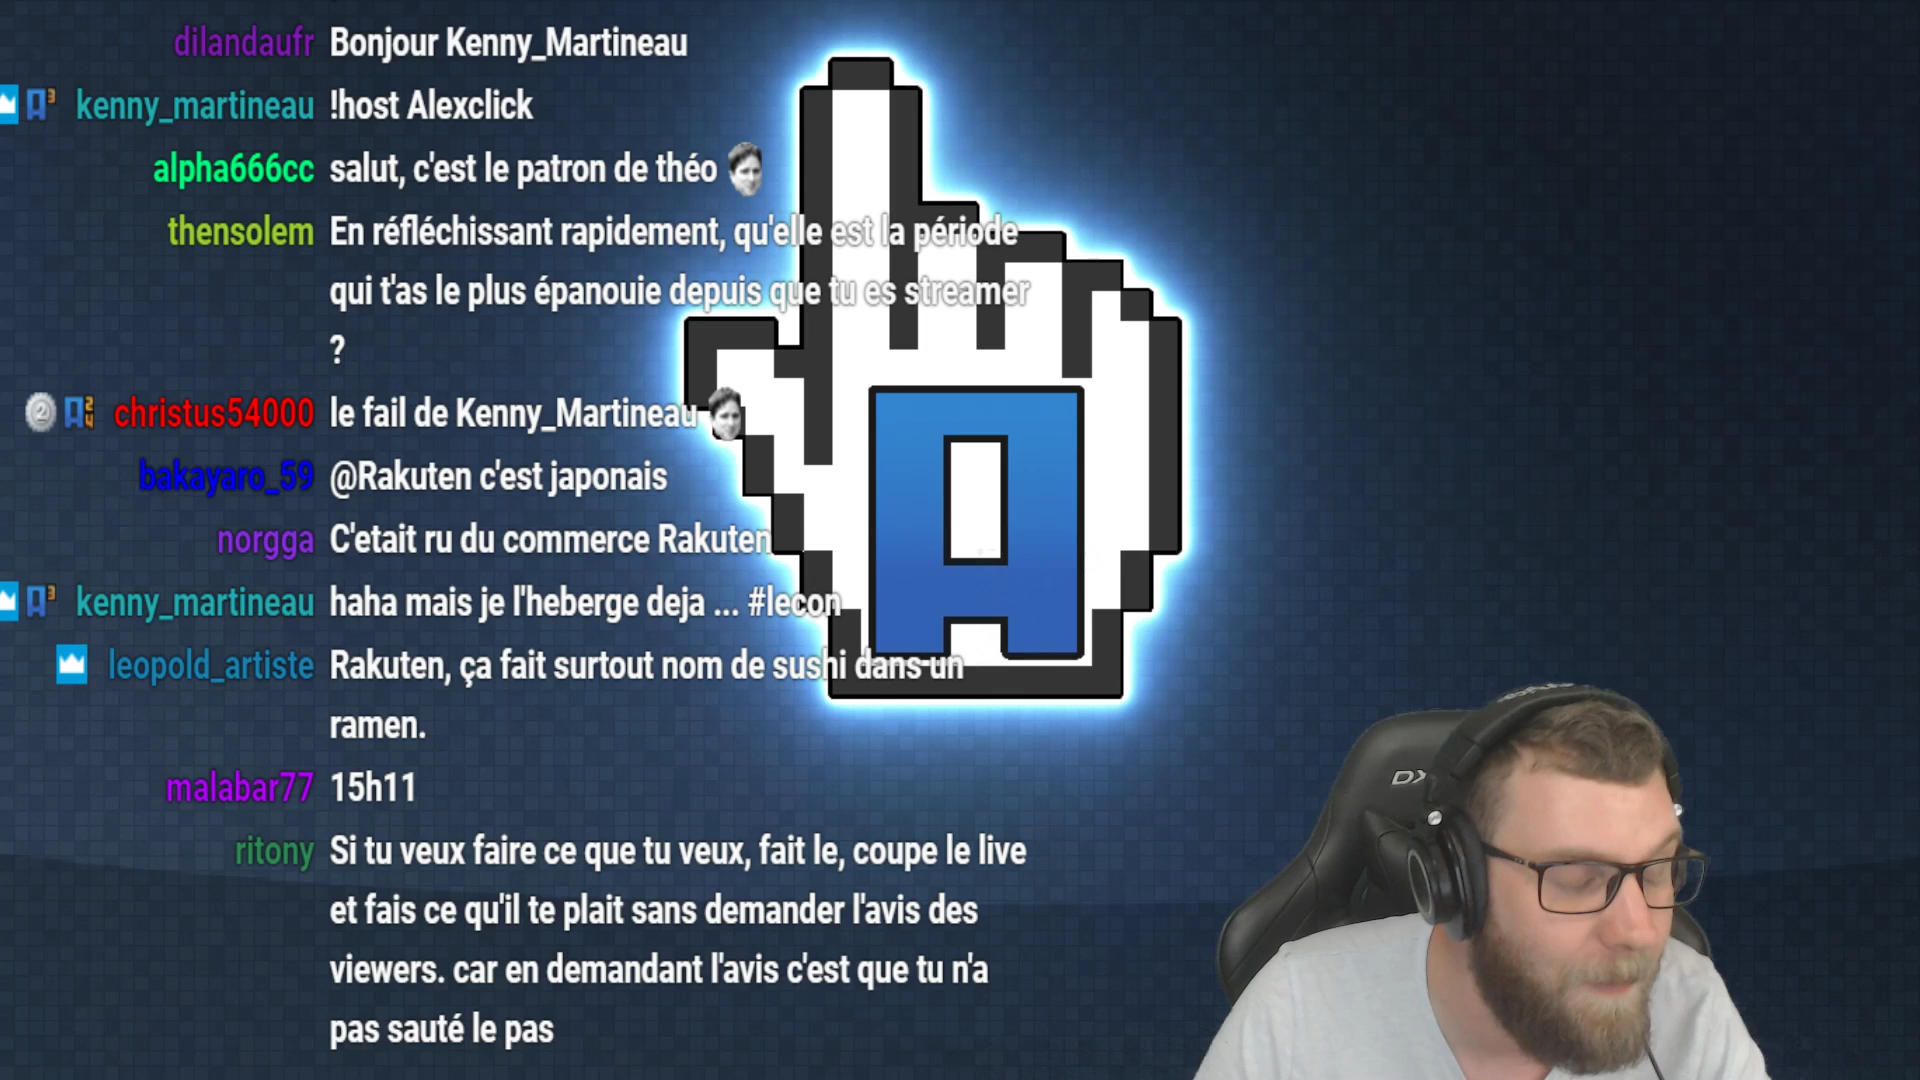 dilandaufr Bonjour Kenny_Martineau
kenny_martineau !host Alexclick
alpha666cc salut, c'est le patron de théo
thensolem En réfléchissant rapidement, qu'elle est la période
qui t'as le plus épanouie depuis que tu es streamer
?
2 24 christus54000 le fail de Kenny_Martineau
bakayaro_59 @Rakuten c'est japonais
norgga C'etait ru du commerce Rakuten
3 kenny_martineau haha mais je l'heberge deja ... #lecon
leopold_artiste Rakuten, ça fait surtout nom de sushi dans un
ramen.
malabar77 15h11
ritony Si tu veux faire ce que tu veux, fait le, coupe le live
et fais ce qu'il te plait sans demander l'avis des
viewers. car en demandant l'avis c'est que tu n'a
pas sauté le pas
A
DX